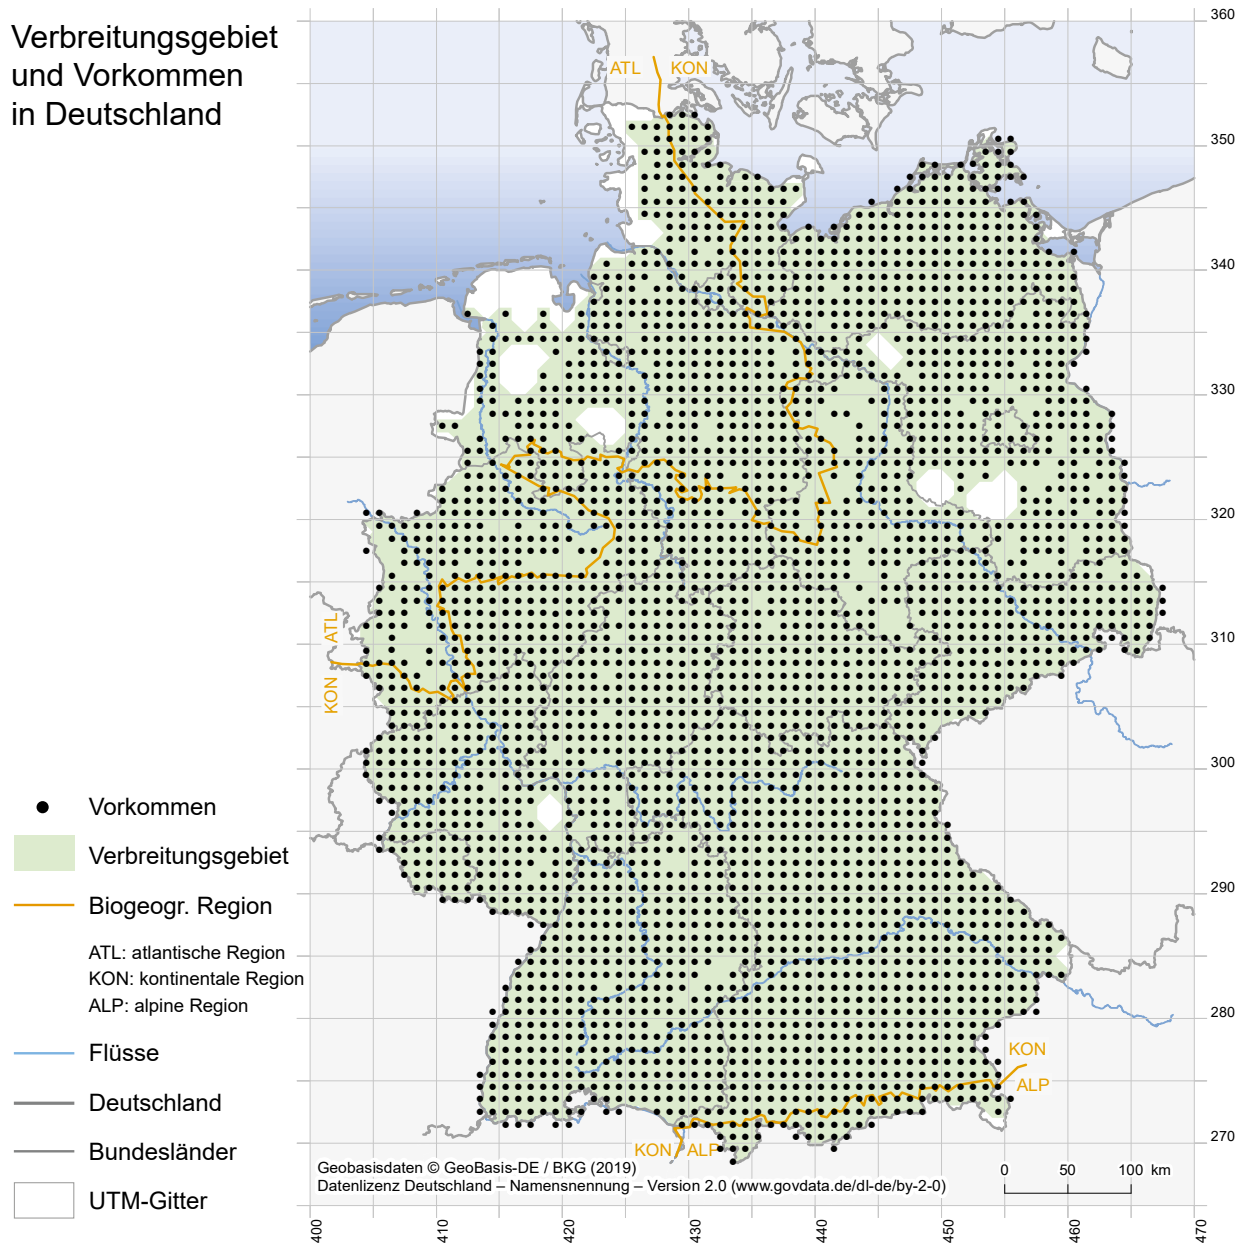 Verbreitungsgebiet
und Vorkommen
in Deutschland
ATL KON
360
350
340
330
320
310
300
290
280
270
ATL
KON
Vorkommen
Verbreitungsgebiet
Biogeogr. Region
ATL: atlantische Region
KON: kontinentale Region
ALP: alpine Region
Flüsse
Deutschland
Bundesländer
UTM-Gitter
KON
ALP
KON ALP
Geobasisdaten © GeoBasis-DE / BKG (2019)
Datenlizenz Deutschland – Namensnennung – Version 2.0 (www.govdata.de/dl-de/by-2-0)
0 50 100 km
400 410 420 430 440 450 460 470